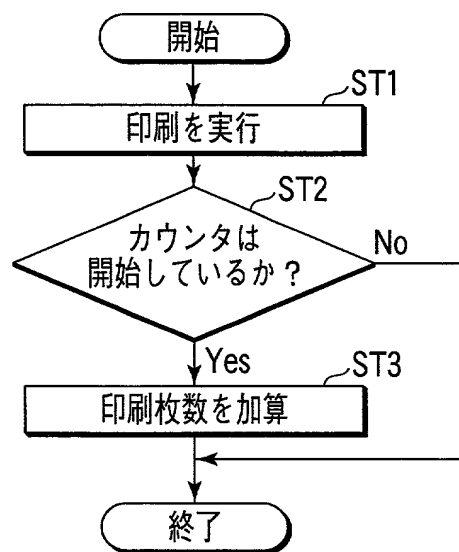 開始
ST1
印刷を実行
ST2
カウンタは
開始しているか？
No
Yes
ST3
印刷枚数を加算
終了